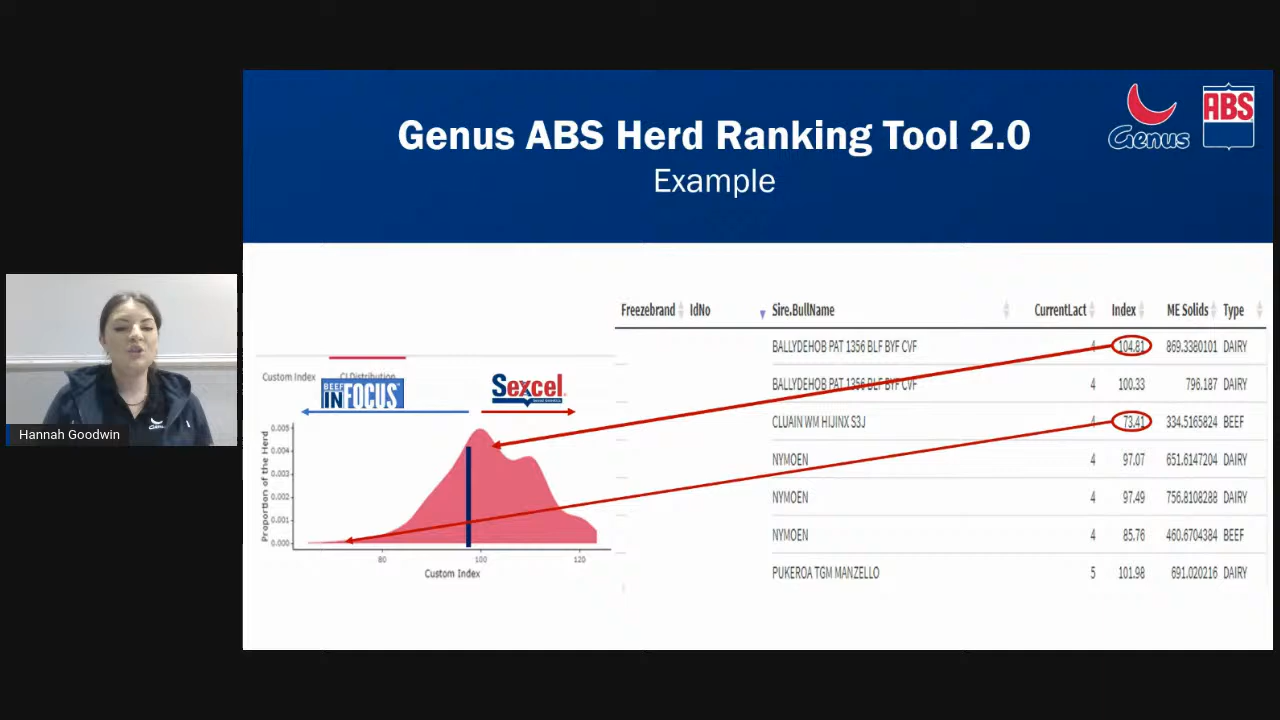 Genus ABS Herd Ranking Tool 2.0
Example
Genus
ABS
Hannah Goodwin
Custom Index CI Distribution
BEEF IN FOCUS
Sexcel
Proportion of the Herd
0.005
0.004
0.003
0.002
0.001
0.000
80 100 120
Custom Index
Freezebrand IdNo Sire.BullName CurrentLact Index ME Solids Type
BALLYDEHOB PAT 1356 BLF BYF CVF 4 104.81 869.3380101 DAIRY
BALLYDEHOB PAT 1356 BLF BYF CVF 4 100.33 796.187 DAIRY
CLUAIN WM HIJINX S3J 4 73.41 334.5165824 BEEF
NYMOEN 4 97.07 651.6147204 DAIRY
NYMOEN 4 97.49 756.8108288 DAIRY
NYMOEN 4 85.76 460.6704384 BEEF
PUKEROA TGM MANZELLO 5 101.98 691.020216 DAIRY